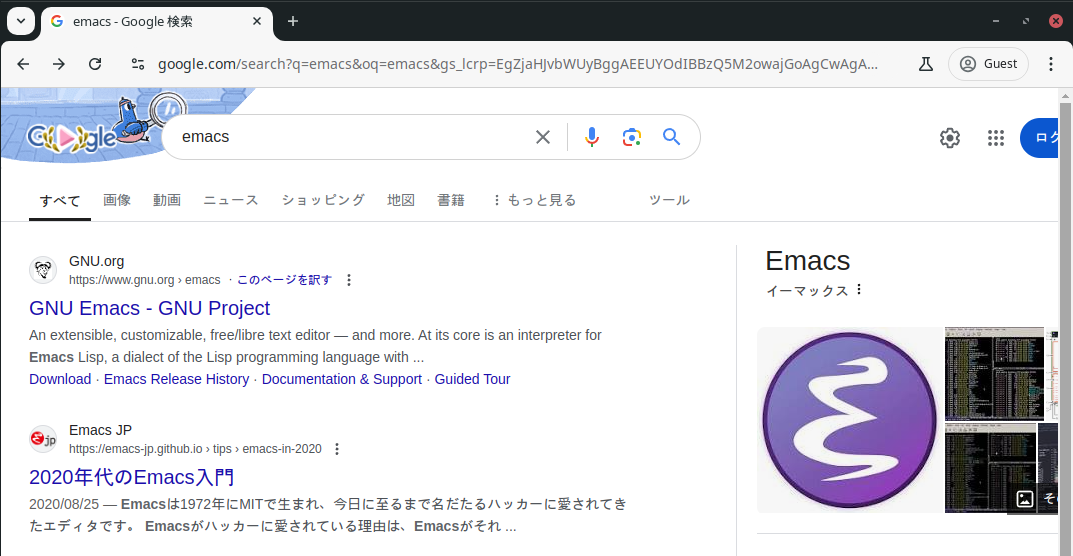 emacs - Google 検索
google.com/search?q=emacs&oq=emacs&gs_lcrp=EgZjaHJvbWUyBggAEEUYOdIBBzQ5M2owajGoAgCwAgA...
Guest
Google
emacs
ログ
すべて 画像 動画 ニュース ショッピング 地図 書籍 もっと見る ツール
GNU.org
https://www.gnu.org › emacs · このページを訳す
GNU Emacs - GNU Project
An extensible, customizable, free/libre text editor — and more. At its core is an interpreter for
Emacs Lisp, a dialect of the Lisp programming language with ...
Download · Emacs Release History · Documentation & Support · Guided Tour
jp
Emacs JP
https://emacs-jp.github.io › tips › emacs-in-2020
2020年代のEmacs入門
2020/08/25 — Emacsは1972年にMITで生まれ、今日に至るまで名だたるハッカーに愛されてき
たエディタです。 Emacsがハッカーに愛されている理由は、Emacsがそれ ...
Emacs
イーマックス